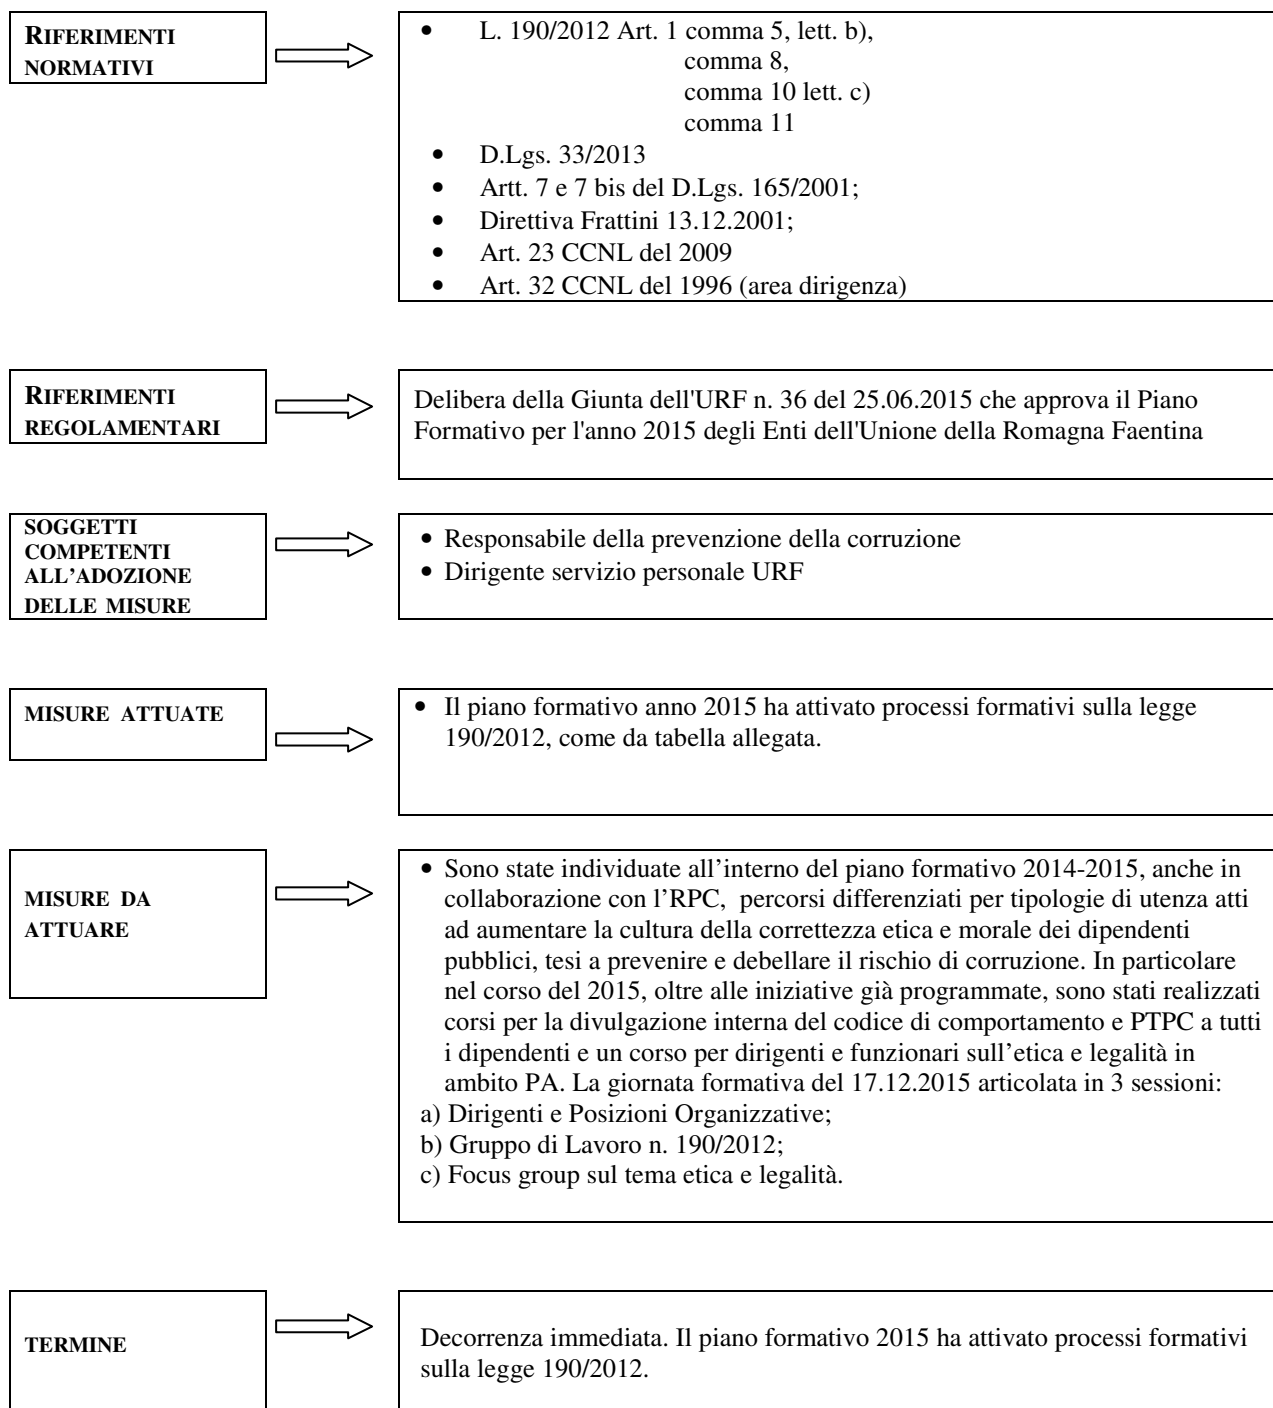 RIFERIMENTI
NORMATIVI
• L. 190/2012 Art. 1 comma 5, lett. b),
comma 8,
comma 10 lett. c)
comma 11
• D.Lgs. 33/2013
• Artt. 7 e 7 bis del D.Lgs. 165/2001;
• Direttiva Frattini 13.12.2001;
• Art. 23 CCNL del 2009
• Art. 32 CCNL del 1996 (area dirigenza)
RIFERIMENTI
REGOLAMENTARI
Delibera della Giunta dell'URF n. 36 del 25.06.2015 che approva il Piano
Formativo per l'anno 2015 degli Enti dell'Unione della Romagna Faentina
SOGGETTI
COMPETENTI
ALL’ADOZIONE
DELLE MISURE
• Responsabile della prevenzione della corruzione
• Dirigente servizio personale URF
MISURE ATTUATE
• Il piano formativo anno 2015 ha attivato processi formativi sulla legge
190/2012, come da tabella allegata.
MISURE DA
ATTUARE
• Sono state individuate all’interno del piano formativo 2014-2015, anche in
collaborazione con l’RPC, percorsi differenziati per tipologie di utenza atti
ad aumentare la cultura della correttezza etica e morale dei dipendenti
pubblici, tesi a prevenire e debellare il rischio di corruzione. In particolare
nel corso del 2015, oltre alle iniziative già programmate, sono stati realizzati
corsi per la divulgazione interna del codice di comportamento e PTPC a tutti
i dipendenti e un corso per dirigenti e funzionari sull’etica e legalità in
ambito PA. La giornata formativa del 17.12.2015 articolata in 3 sessioni:
a) Dirigenti e Posizioni Organizzative;
b) Gruppo di Lavoro n. 190/2012;
c) Focus group sul tema etica e legalità.
TERMINE
Decorrenza immediata. Il piano formativo 2015 ha attivato processi formativi
sulla legge 190/2012.